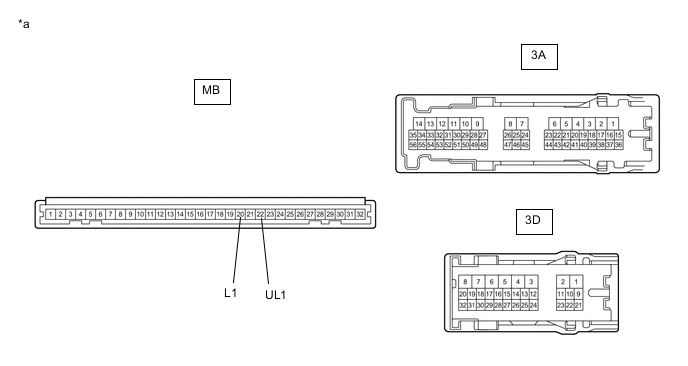 *a
3A
MB
14 13 12 11 10 9 8 7 6 5 4 3 2 1
35 34 33 32 31 30 29 28 27 26 25 24 23 22 21 20 19 18 17 16 15
56 55 54 53 52 51 50 49 48 47 46 45 44 43 42 41 40 39 38 37 36
1 2 3 4 5 6 7 8 9 10 11 12 13 14 15 16 17 18 19 20 21 22 23 24 25 26 27 28 29 30 31 32
3D
L1 UL1
8 7 6 5 4 3 2 1
20 19 18 17 16 15 14 13 12 11 10 9
32 31 30 29 28 27 26 25 24 23 22 21